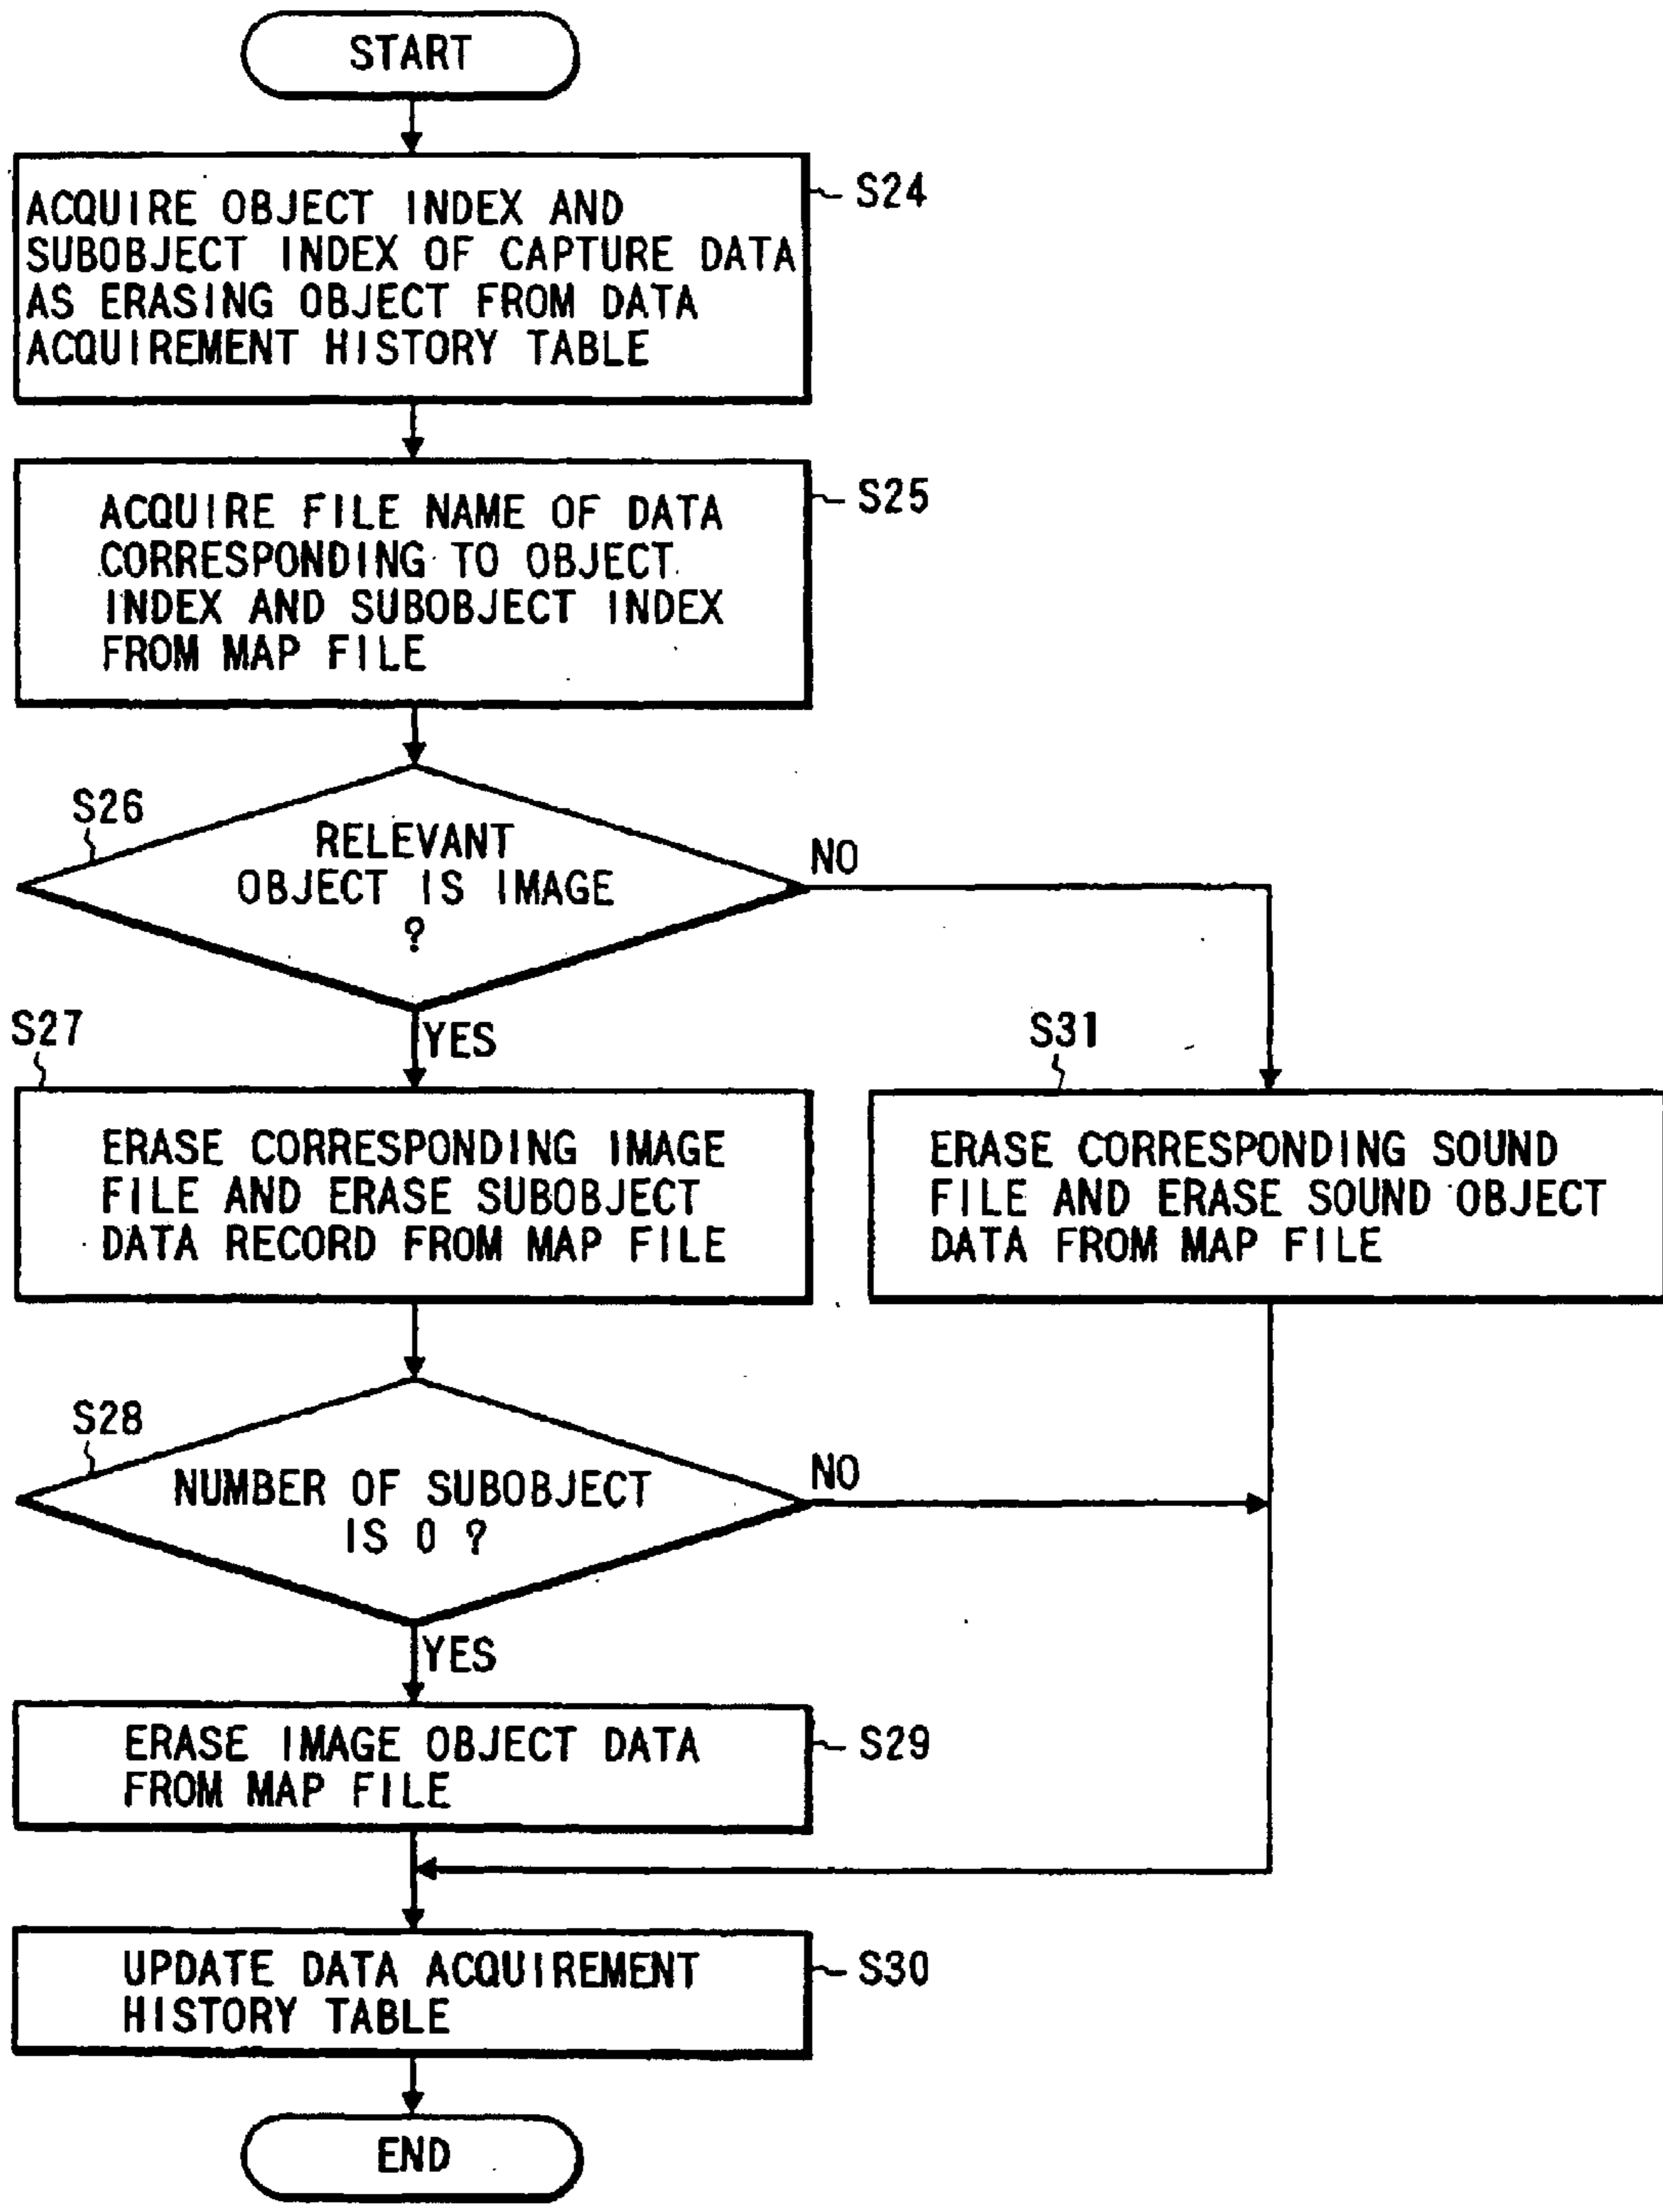 START
S24
ACQUIRE OBJECT INDEX AND
SUBOBJECT INDEX OF CAPTURE DATA
AS ERASING OBJECT FROM DATA
ACQUIREMENT HISTORY TABLE
S25
ACQUIRE FILE NAME OF DATA
CORRESPONDING TO OBJECT
INDEX AND SUBOBJECT INDEX
FROM MAP FILE
S26
RELEVANT
OBJECT IS IMAGE
?
NO
YES
S27
ERASE CORRESPONDING IMAGE
FILE AND ERASE SUBOBJECT
DATA RECORD FROM MAP FILE
S31
ERASE CORRESPONDING SOUND
FILE AND ERASE SOUND OBJECT
DATA FROM MAP FILE
S28
NUMBER OF SUBOBJECT
IS 0 ?
NO
YES
ERASE IMAGE OBJECT DATA
FROM MAP FILE
S29
UPDATE DATA ACQUIREMENT
HISTORY TABLE
S30
END